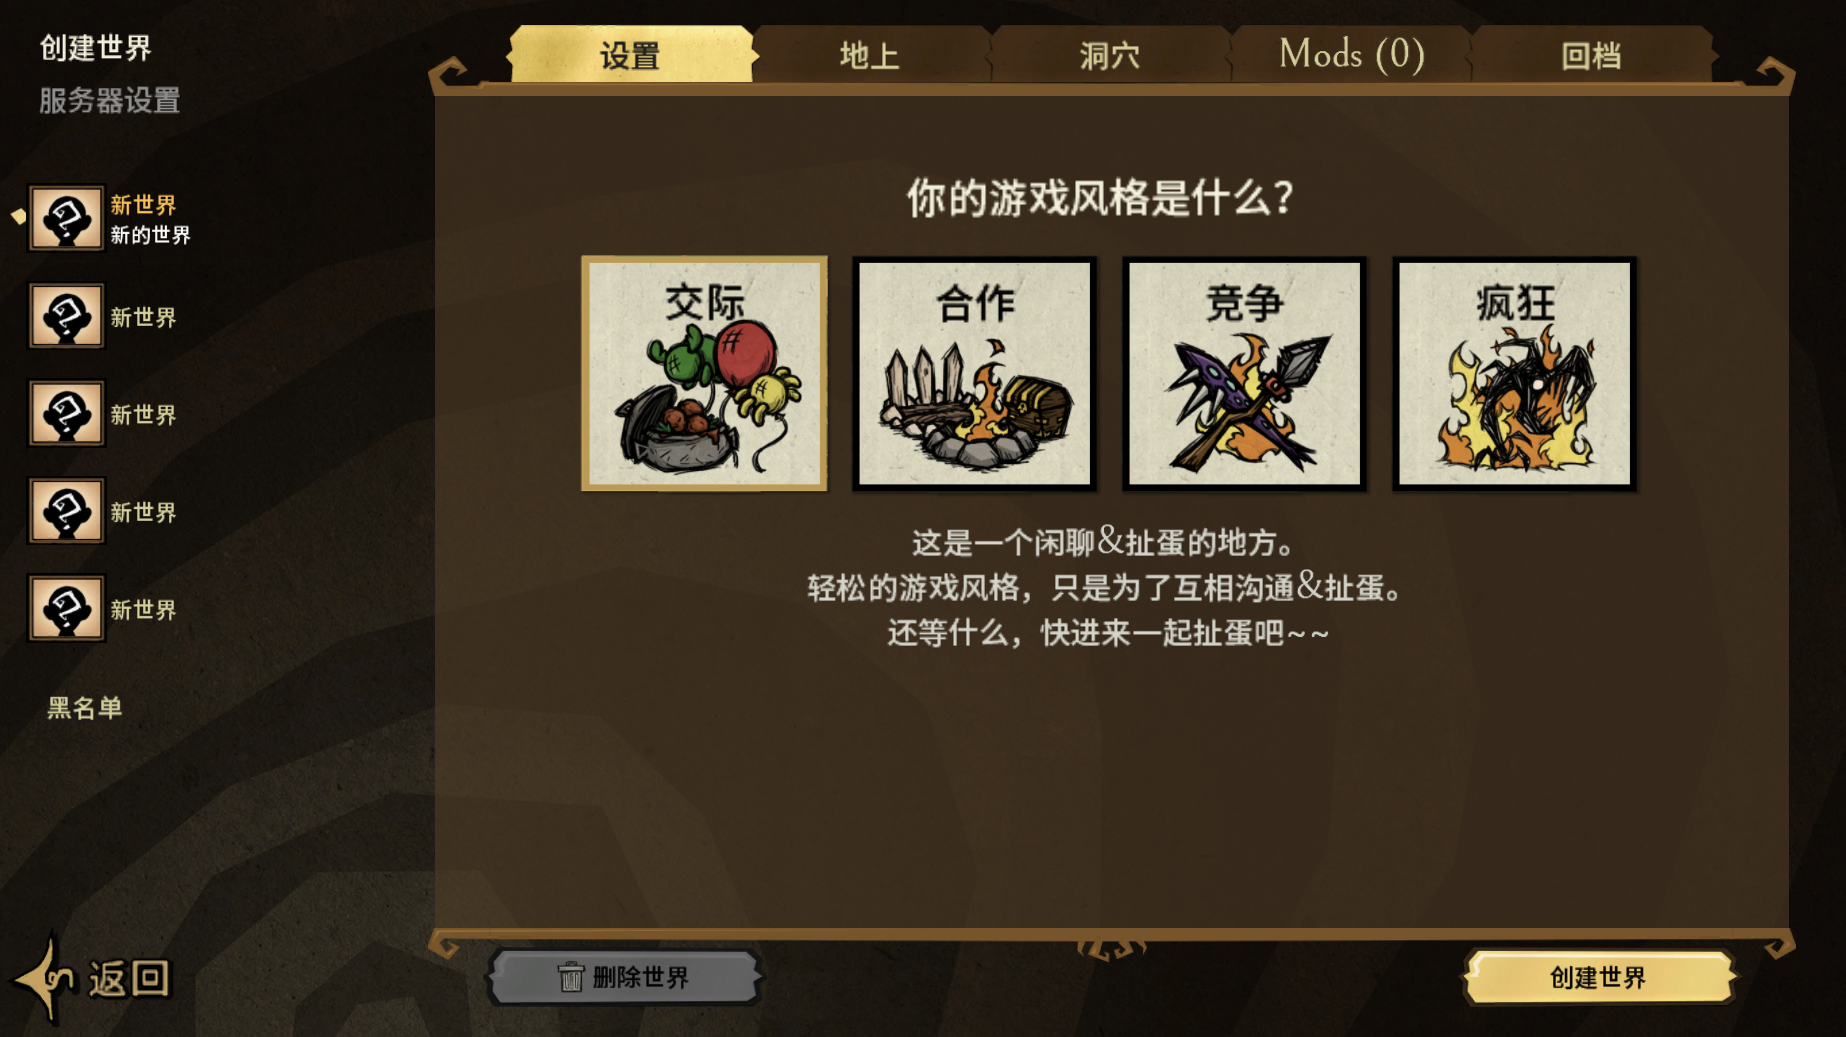 创建世界
服务器设置
设置
地上
洞穴
Mods (0)
回档
新世界
新的世界
新世界
新世界
新世界
新世界
黑名单
你的游戏风格是什么？
交际
合作
竞争
疯狂
这是一个闲聊&扯蛋的地方。
轻松的游戏风格，只是为了互相沟通&扯蛋。
还等什么，快进来一起扯蛋吧~~
返回
删除世界
创建世界